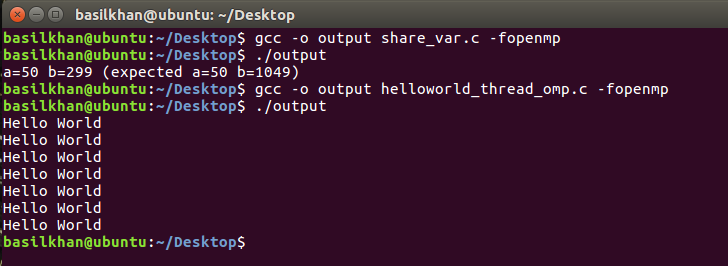 basilkhan@ubuntu: ~/Desktop
basilkhan@ubuntu:~/Desktop$ gcc -o output share_var.c -fopenmp
basilkhan@ubuntu:~/Desktop$ ./output
a=50 b=299 (expected a=50 b=1049)
basilkhan@ubuntu:~/Desktop$ gcc -o output helloworld_thread_omp.c -fopenmp
basilkhan@ubuntu:~/Desktop$ ./output
Hello World
Hello World
Hello World
Hello World
Hello World
Hello World
Hello World
basilkhan@ubuntu:~/Desktop$